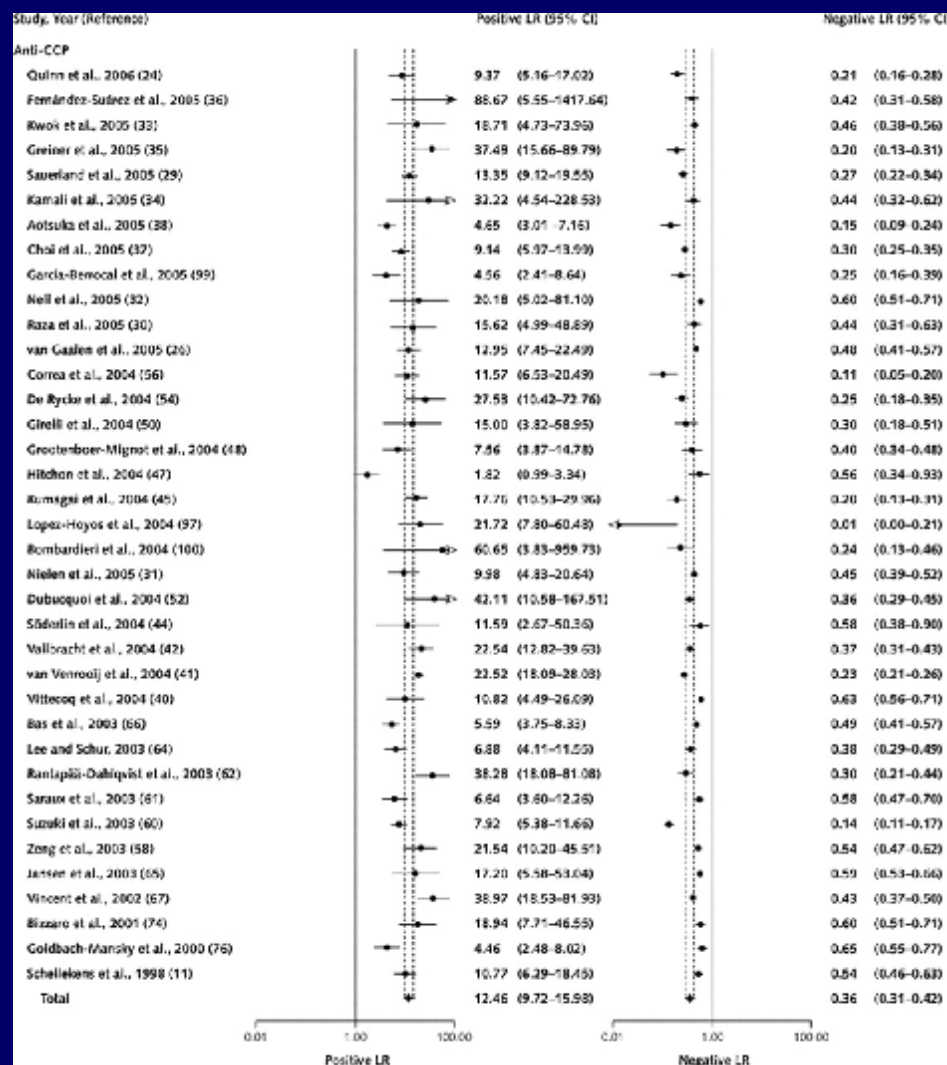 Study, Year (Reference) Positive LR (95% CI) Negative LR (95% CI
Anti-CCP
Quinn et al., 2006 (24) 9.37 (5.16–17.02) 0.21 (0.16–0.28)
Fernández-Suárez et al., 2005 (36) 88.67 (5.55–1417.64) 0.42 (0.31–0.58)
Kwok et al., 2005 (33) 18.71 (4.73–73.96) 0.46 (0.38–0.56)
Greiner et al., 2005 (35) 37.49 (15.66–89.79) 0.20 (0.13–0.31)
Sauerland et al., 2005 (29) 13.35 (9.12–19.55) 0.27 (0.22–0.34)
Kamali et al., 2005 (34) 32.22 (4.54–228.53) 0.44 (0.32–0.62)
Aotsuka et al., 2005 (38) 4.65 (3.01–7.16) 0.15 (0.09–0.24)
Choi et al., 2005 (37) 9.14 (5.97–13.99) 0.30 (0.25–0.35)
García-Berrocal et al., 2005 (99) 4.56 (2.41–8.64) 0.25 (0.16–0.39)
Nell et al., 2005 (32) 20.18 (5.02–81.10) 0.60 (0.51–0.71)
Raza et al., 2005 (30) 15.62 (4.99–48.89) 0.44 (0.31–0.63)
van Gaalen et al., 2005 (26) 12.95 (7.45–22.49) 0.48 (0.41–0.57)
Correa et al., 2004 (56) 11.57 (6.53–20.49) 0.11 (0.05–0.20)
De Rycke et al., 2004 (54) 27.53 (10.42–72.76) 0.25 (0.18–0.35)
Girelli et al., 2004 (50) 15.00 (3.82–58.95) 0.30 (0.18–0.51)
Grootenboer-Mignot et al., 2004 (48) 7.56 (3.87–14.78) 0.40 (0.34–0.48)
Hitchon et al., 2004 (47) 1.82 (0.99–3.34) 0.56 (0.34–0.93)
Kumagai et al., 2004 (45) 17.76 (10.53–29.96) 0.20 (0.13–0.31)
Lopez-Hoyos et al., 2004 (97) 21.72 (7.80–60.48) 0.01 (0.00–0.21)
Bombardieri et al., 2004 (100) 60.65 (3.83–959.73) 0.24 (0.13–0.46)
Nielen et al., 2005 (31) 9.98 (4.83–20.64) 0.45 (0.39–0.52)
Dubucquoi et al., 2004 (52) 42.11 (10.58–167.51) 0.36 (0.29–0.45)
Söderlin et al., 2004 (44) 11.59 (2.67–50.36) 0.58 (0.38–0.90)
Vallbracht et al., 2004 (42) 22.54 (12.82–39.63) 0.37 (0.31–0.43)
van Venrooij et al., 2004 (41) 22.52 (18.09–28.03) 0.23 (0.21–0.26)
Vittecoq et al., 2004 (40) 10.82 (4.49–26.09) 0.63 (0.56–0.71)
Bas et al., 2003 (66) 5.59 (3.75–8.33) 0.49 (0.41–0.57)
Lee and Schur, 2003 (64) 6.88 (4.11–11.55) 0.38 (0.29–0.49)
Rantapää-Dahlqvist et al., 2003 (62) 38.28 (18.08–81.08) 0.30 (0.21–0.44)
Saraux et al., 2003 (61) 6.64 (3.60–12.26) 0.58 (0.47–0.70)
Suzuki et al., 2003 (60) 7.92 (5.38–11.66) 0.14 (0.11–0.17)
Zeng et al., 2003 (58) 21.54 (10.20–45.51) 0.54 (0.47–0.62)
Jansen et al., 2003 (65) 17.20 (5.58–53.04) 0.59 (0.53–0.66)
Vincent et al., 2002 (67) 38.97 (18.53–81.93) 0.43 (0.37–0.50)
Bizzaro et al., 2001 (74) 18.94 (7.71–46.55) 0.60 (0.51–0.71)
Goldbach-Mansky et al., 2000 (76) 4.46 (2.48–8.02) 0.65 (0.55–0.77)
Schellekens et al., 1998 (11) 10.77 (6.29–18.45) 0.54 (0.46–0.63)
Total 12.46 (9.72–15.98) 0.36 (0.31–0.42)
0.01 1.00 100.00 0.01 1.00 100.00
Positive LR Negative LR